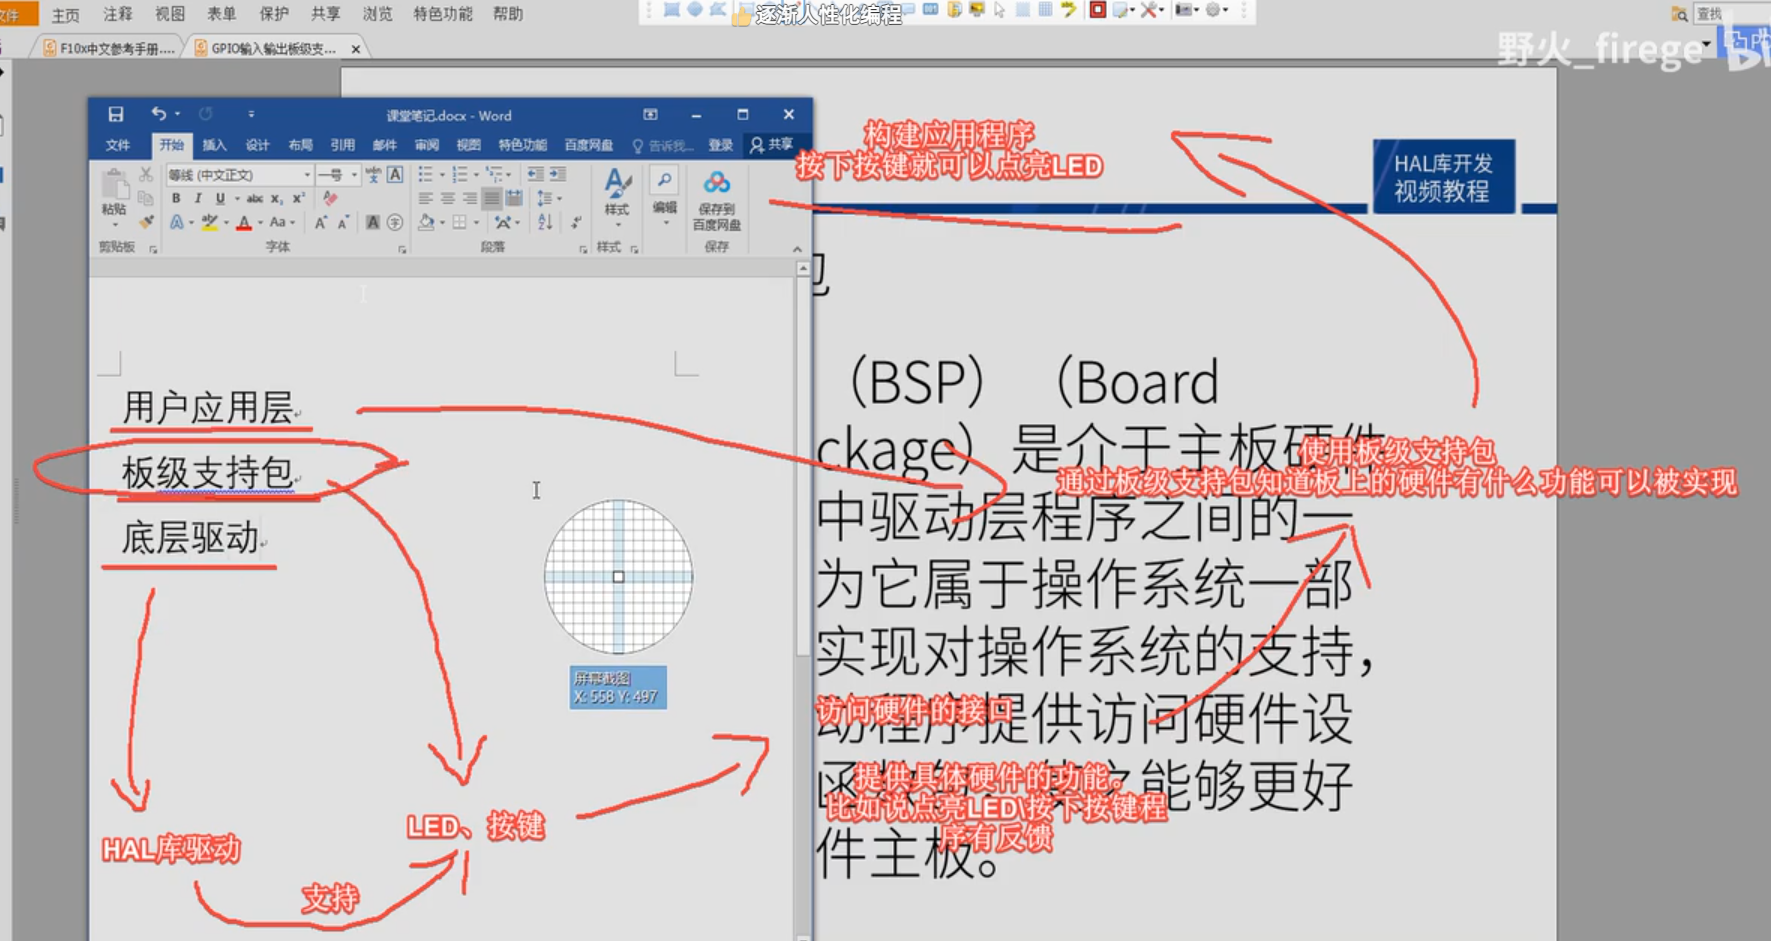 文件 主页 注释 视图 表单 保护 共享 浏览 特色功能 帮助
逐渐人性化编程
查找
F10x中文参考手册.... GPIO输入输出板级支... ×
野火_firege
课堂笔记.docx - Word
文件 开始 插入 设计 布局 引用 邮件 审阅 视图 特色功能 百度网盘 告诉我... 登录 共享
等线 (中文正文) 一号
粘贴
B I U abc x₂ x²
样式
编辑
保存到
百度网盘
剪贴板 字体 段落 样式 保存
构建应用程序
按下按键就可以点亮LED
HAL库开发
视频教程
包
用户应用层
板级支持包
底层驱动
屏幕截图
X: 558 Y: 497
HAL库驱动
支持
LED、按键
（BSP）（Board
ckage）是介于主板硬件
使用板级支持包
通过板级支持包知道板上的硬件有什么功能可以被实现
中驱动层程序之间的一
为它属于操作系统一部
实现对操作系统的支持，
动程序提供访问硬件设
访问硬件的接口
能够更好
提供具体硬件的功能。
比如说点亮LED\按下按键程
序有反馈
件主板。